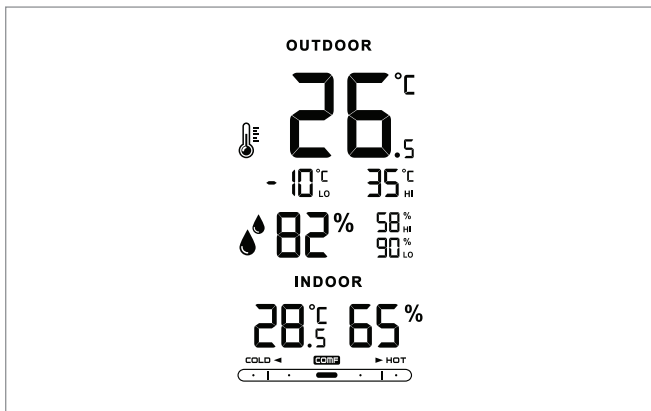 OUTDOOR
26.5°C
-10°C LO 35°C HI
82% 58% HI
90% LO
INDOOR
28.5°C 65%
COLD ◄ COMF ► HOT